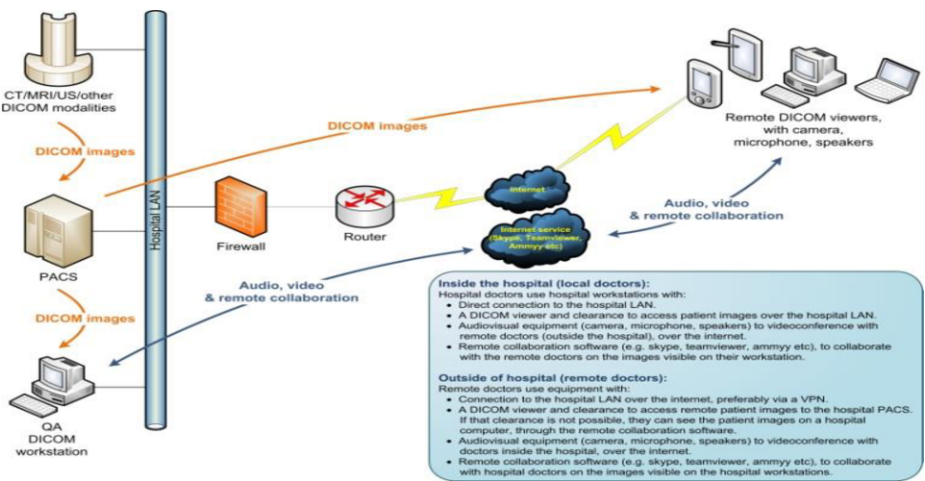 CT/MRI/US/other
DICOM modalities
DICOM images
PACS
DICOM images
QA
DICOM
workstation
Hospital LAN
Firewall
Router
DICOM images
Internet
Internet service
(Skype, Teamviewer,
Ammyy etc)
Remote DICOM viewers,
with camera,
microphone, speakers
Audio, video
& remote collaboration
Audio, video
& remote collaboration
Inside the hospital (local doctors):
Hospital doctors use hospital workstations with:
• Direct connection to the hospital LAN.
• A DICOM viewer and clearance to access patient images over the hospital LAN.
• Audiovisual equipment (camera, microphone, speakers) to videoconference with
remote doctors (outside the hospital), over the internet.
• Remote collaboration software (e.g. skype, teamviewer, ammyy etc), to collaborate
with the remote doctors on the images visible on their workstation.
Outside of hospital (remote doctors):
Remote doctors use equipment with:
• Connection to the hospital LAN over the internet, preferably via a VPN.
• A DICOM viewer and clearance to access remote patient images to the hospital PACS.
If that clearance is not possible, they can see the patient images on a hospital
computer, through the remote collaboration software.
• Audiovisual equipment (camera, microphone, speakers) to videoconference with
doctors inside the hospital, over the internet.
• Remote collaboration software (e.g. skype, teamviewer, ammyy etc), to collaborate
with hospital doctors on the images visible on the hospital workstations.